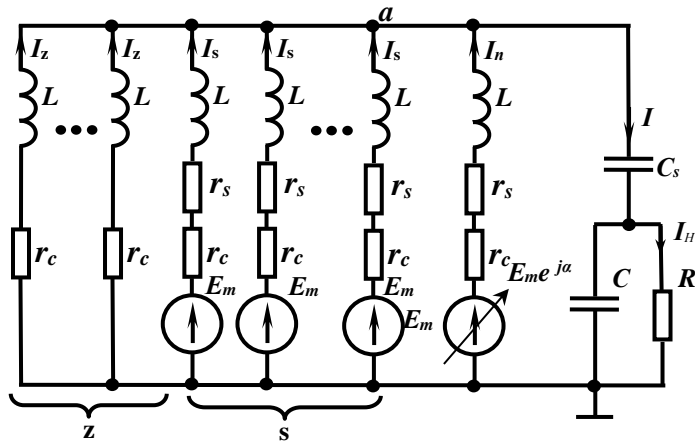 a
I_z I_z I_s I_s I_s I_n
L L L L L L
I
••• •••
C_s
r_s r_s r_s r_s
r_c r_c r_c r_c r_c r_c
I_H
E_m E_m E_m E_m e^{jα}
C R
E_m
z s